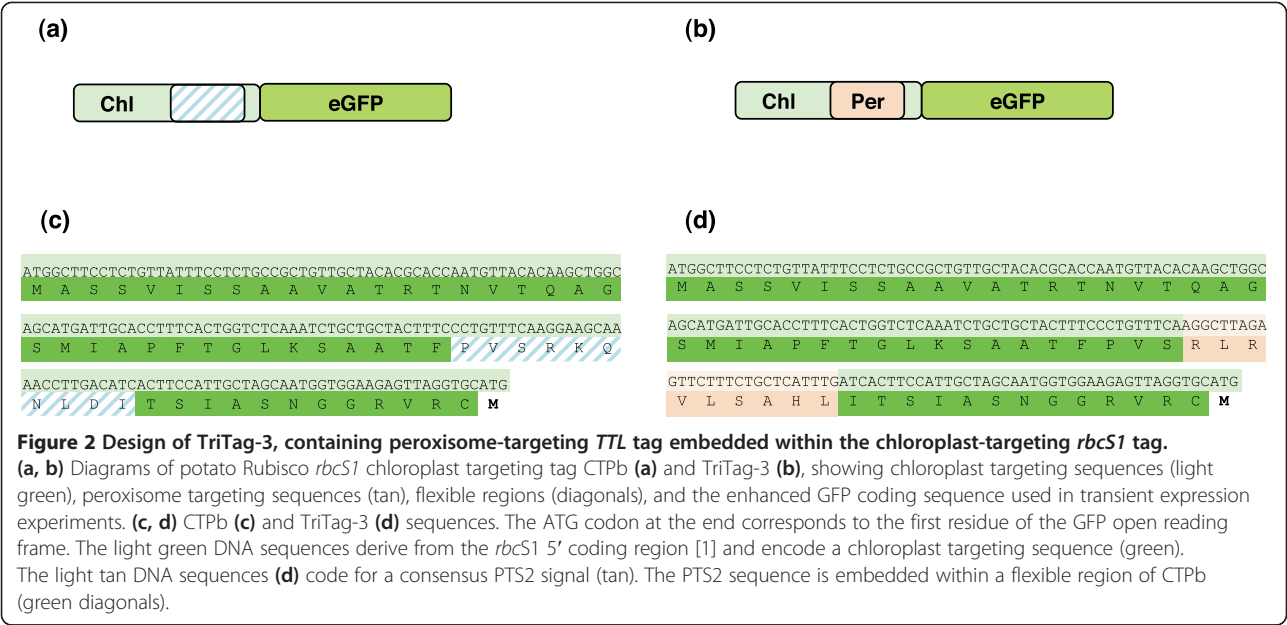 (a)
Chl eGFP
(b)
Chl Per eGFP
(c)
ATGGCTTCCTCTGTTATTTCCTCTGCCGCTGTTGCTACACGCACCAATGTTACACAAGCTGGC
M A S S V I S S A A V A T R T N V T Q A G
AGCATGATTGCACCTTTCACTGGTCTCAAATCTGCTGCTACTTTCCCTGTTTCAAGGAAGCAA
S M I A P F T G L K S A A T F P V S R K Q
AACCTTGACATCACTTCCATTGCTAGCAATGGTGGAAGAGTTAGGTGCATG
N L D I T S I A S N G G R V R C M
(d)
ATGGCTTCCTCTGTTATTTCCTCTGCCGCTGTTGCTACACGCACCAATGTTACACAAGCTGGC
M A S S V I S S A A V A T R T N V T Q A G
AGCATGATTGCACCTTTCACTGGTCTCAAATCTGCTGCTACTTTCCCTGTTTCAAGGCTTAGA
S M I A P F T G L K S A A T F P V S R L R
GTTCTTTCTGCTCATTTGATCACTTCCATTGCTAGCAATGGTGGAAGAGTTAGGTGCATG
V L S A H L I T S I A S N G G R V R C M
Figure 2 Design of TriTag-3, containing peroxisome-targeting TTL tag embedded within the chloroplast-targeting rbcS1 tag.
(a, b) Diagrams of potato Rubisco rbcS1 chloroplast targeting tag CTPb (a) and TriTag-3 (b), showing chloroplast targeting sequences (light
green), peroxisome targeting sequences (tan), flexible regions (diagonals), and the enhanced GFP coding sequence used in transient expression
experiments. (c, d) CTPb (c) and TriTag-3 (d) sequences. The ATG codon at the end corresponds to the first residue of the GFP open reading
frame. The light green DNA sequences derive from the rbcS1 5′ coding region [1] and encode a chloroplast targeting sequence (green).
The light tan DNA sequences (d) code for a consensus PTS2 signal (tan). The PTS2 sequence is embedded within a flexible region of CTPb
(green diagonals).